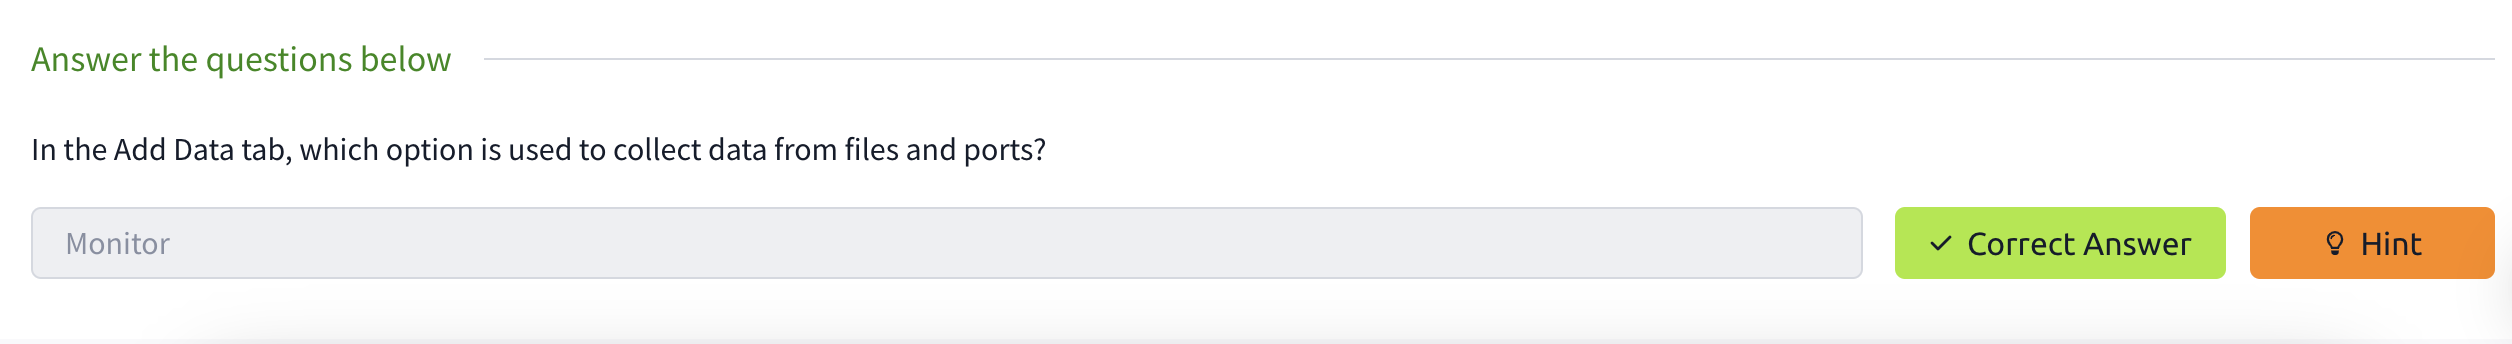 Answer the questions below
In the Add Data tab, which option is used to collect data from files and ports?
Monitor
Correct Answer
Hint